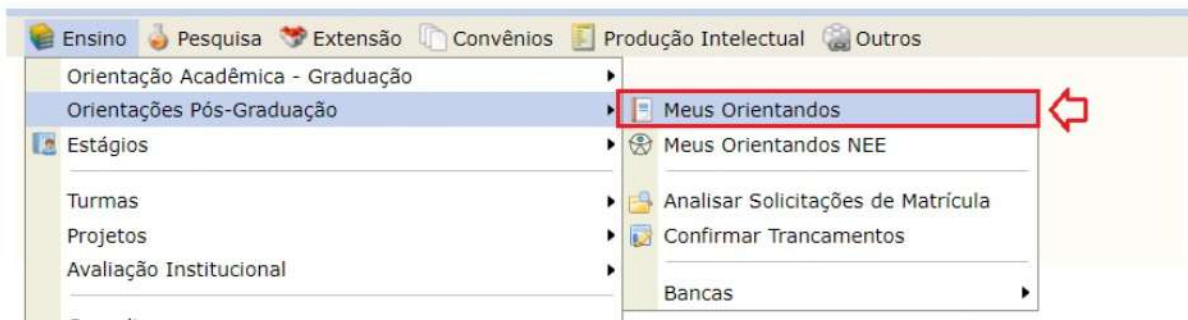 Ensino Pesquisa Extensão Convênios Produção Intelectual Outros
Orientação Acadêmica - Graduação
Orientações Pós-Graduação
Estágios
Turmas
Projetos
Avaliação Institucional
Meus Orientandos
Meus Orientandos NEE
Analisar Solicitações de Matrícula
Confirmar Trancamentos
Bancas